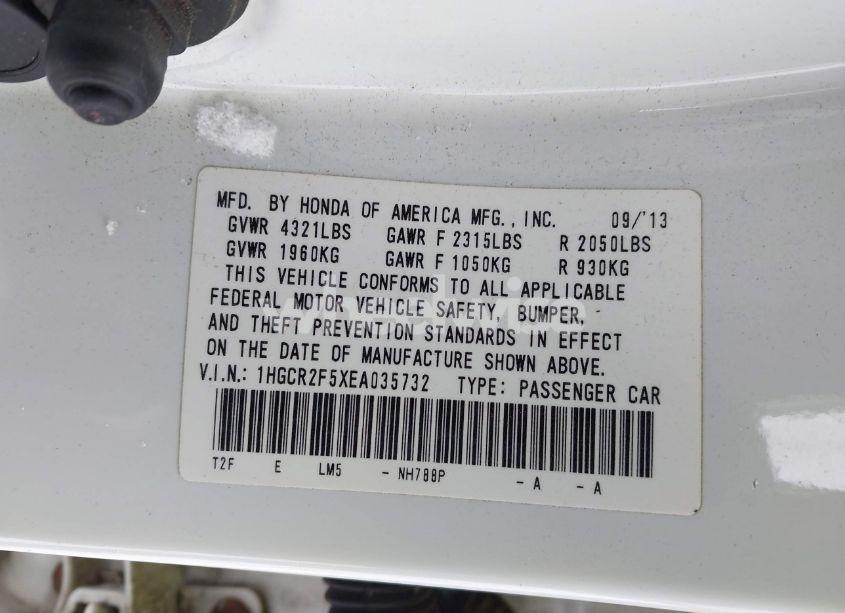 MFD. BY HONDA OF AMERICA MFG., INC. 09/'13
GVWR 4321LBS GAWR F 2315LBS R 2050LBS
GVWR 1960KG GAWR F 1050KG R 930KG
THIS VEHICLE CONFORMS TO ALL APPLICABLE
FEDERAL MOTOR VEHICLE SAFETY, BUMPER,
AND THEFT PREVENTION STANDARDS IN EFFECT
ON THE DATE OF MANUFACTURE SHOWN ABOVE.
V.I.N.: 1HGCR2F5XEA035732 TYPE: PASSENGER CAR
T2F E LM5 - NH788P - A - A